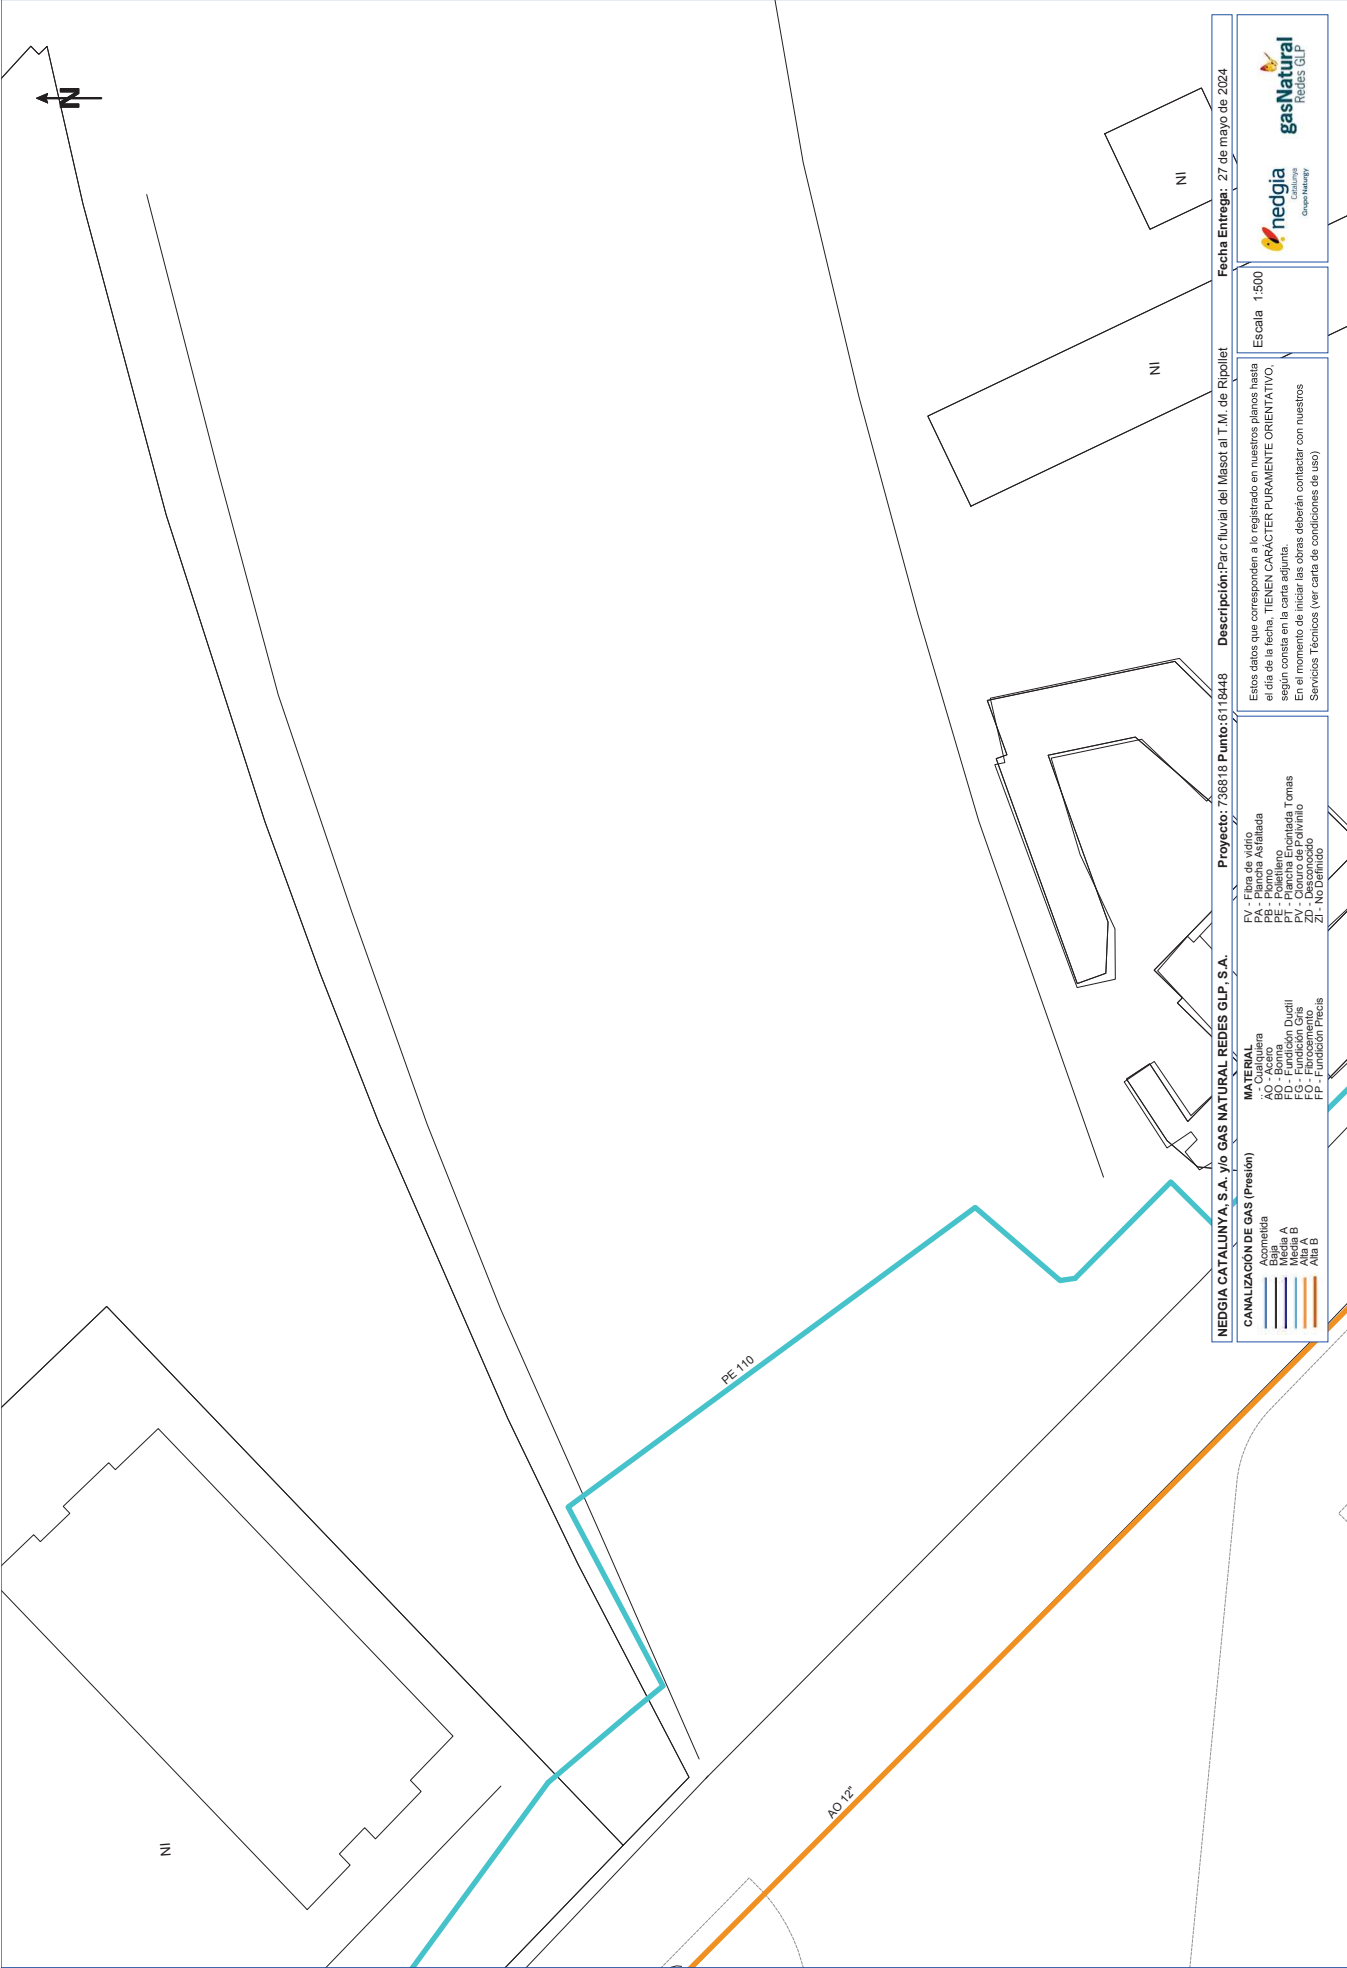 N
NI
NI
NI
PE 110
AO 12"
NEDGIA CATALUNYA, S.A. y/o GAS NATURAL REDES GLP, S.A.
Proyecto: 736818 Punto:6118448
Descripción:Parc fluvial del Masot al T.M. de Ripollet
Fecha Entrega: 27 de mayo de 2024
CANALIZACIÓN DE GAS (Presión)
Acometida
Baja
Media A
Media B
Alta A
Alta B
MATERIAL
.. - Cualquiera
AO - Acero
BO - Bonna
FD - Fundición Ductil
FG - Fundición Gris
FO - Fibrocemento
FP - Fundición Precis
FV - Fibra de vidrio
PA - Plancha Asfaltada
PB - Plomo
PE - Polietileno
PT - Plancha Encintada Tomas
PV - Cloruro de Polivinilo
ZD - Desconocido
ZI - No Definido
Estos datos que corresponden a lo registrado en nuestros planos hasta
el día de la fecha, TIENEN CARÁCTER PURAMENTE ORIENTATIVO,
según consta en la carta adjunta.
En el momento de iniciar las obras deberán contactar con nuestros
Servicios Técnicos (ver carta de condiciones de uso)
Escala 1:500
nedgia
Catalunya
Grupo Naturgy
gasNatural
Redes GLP